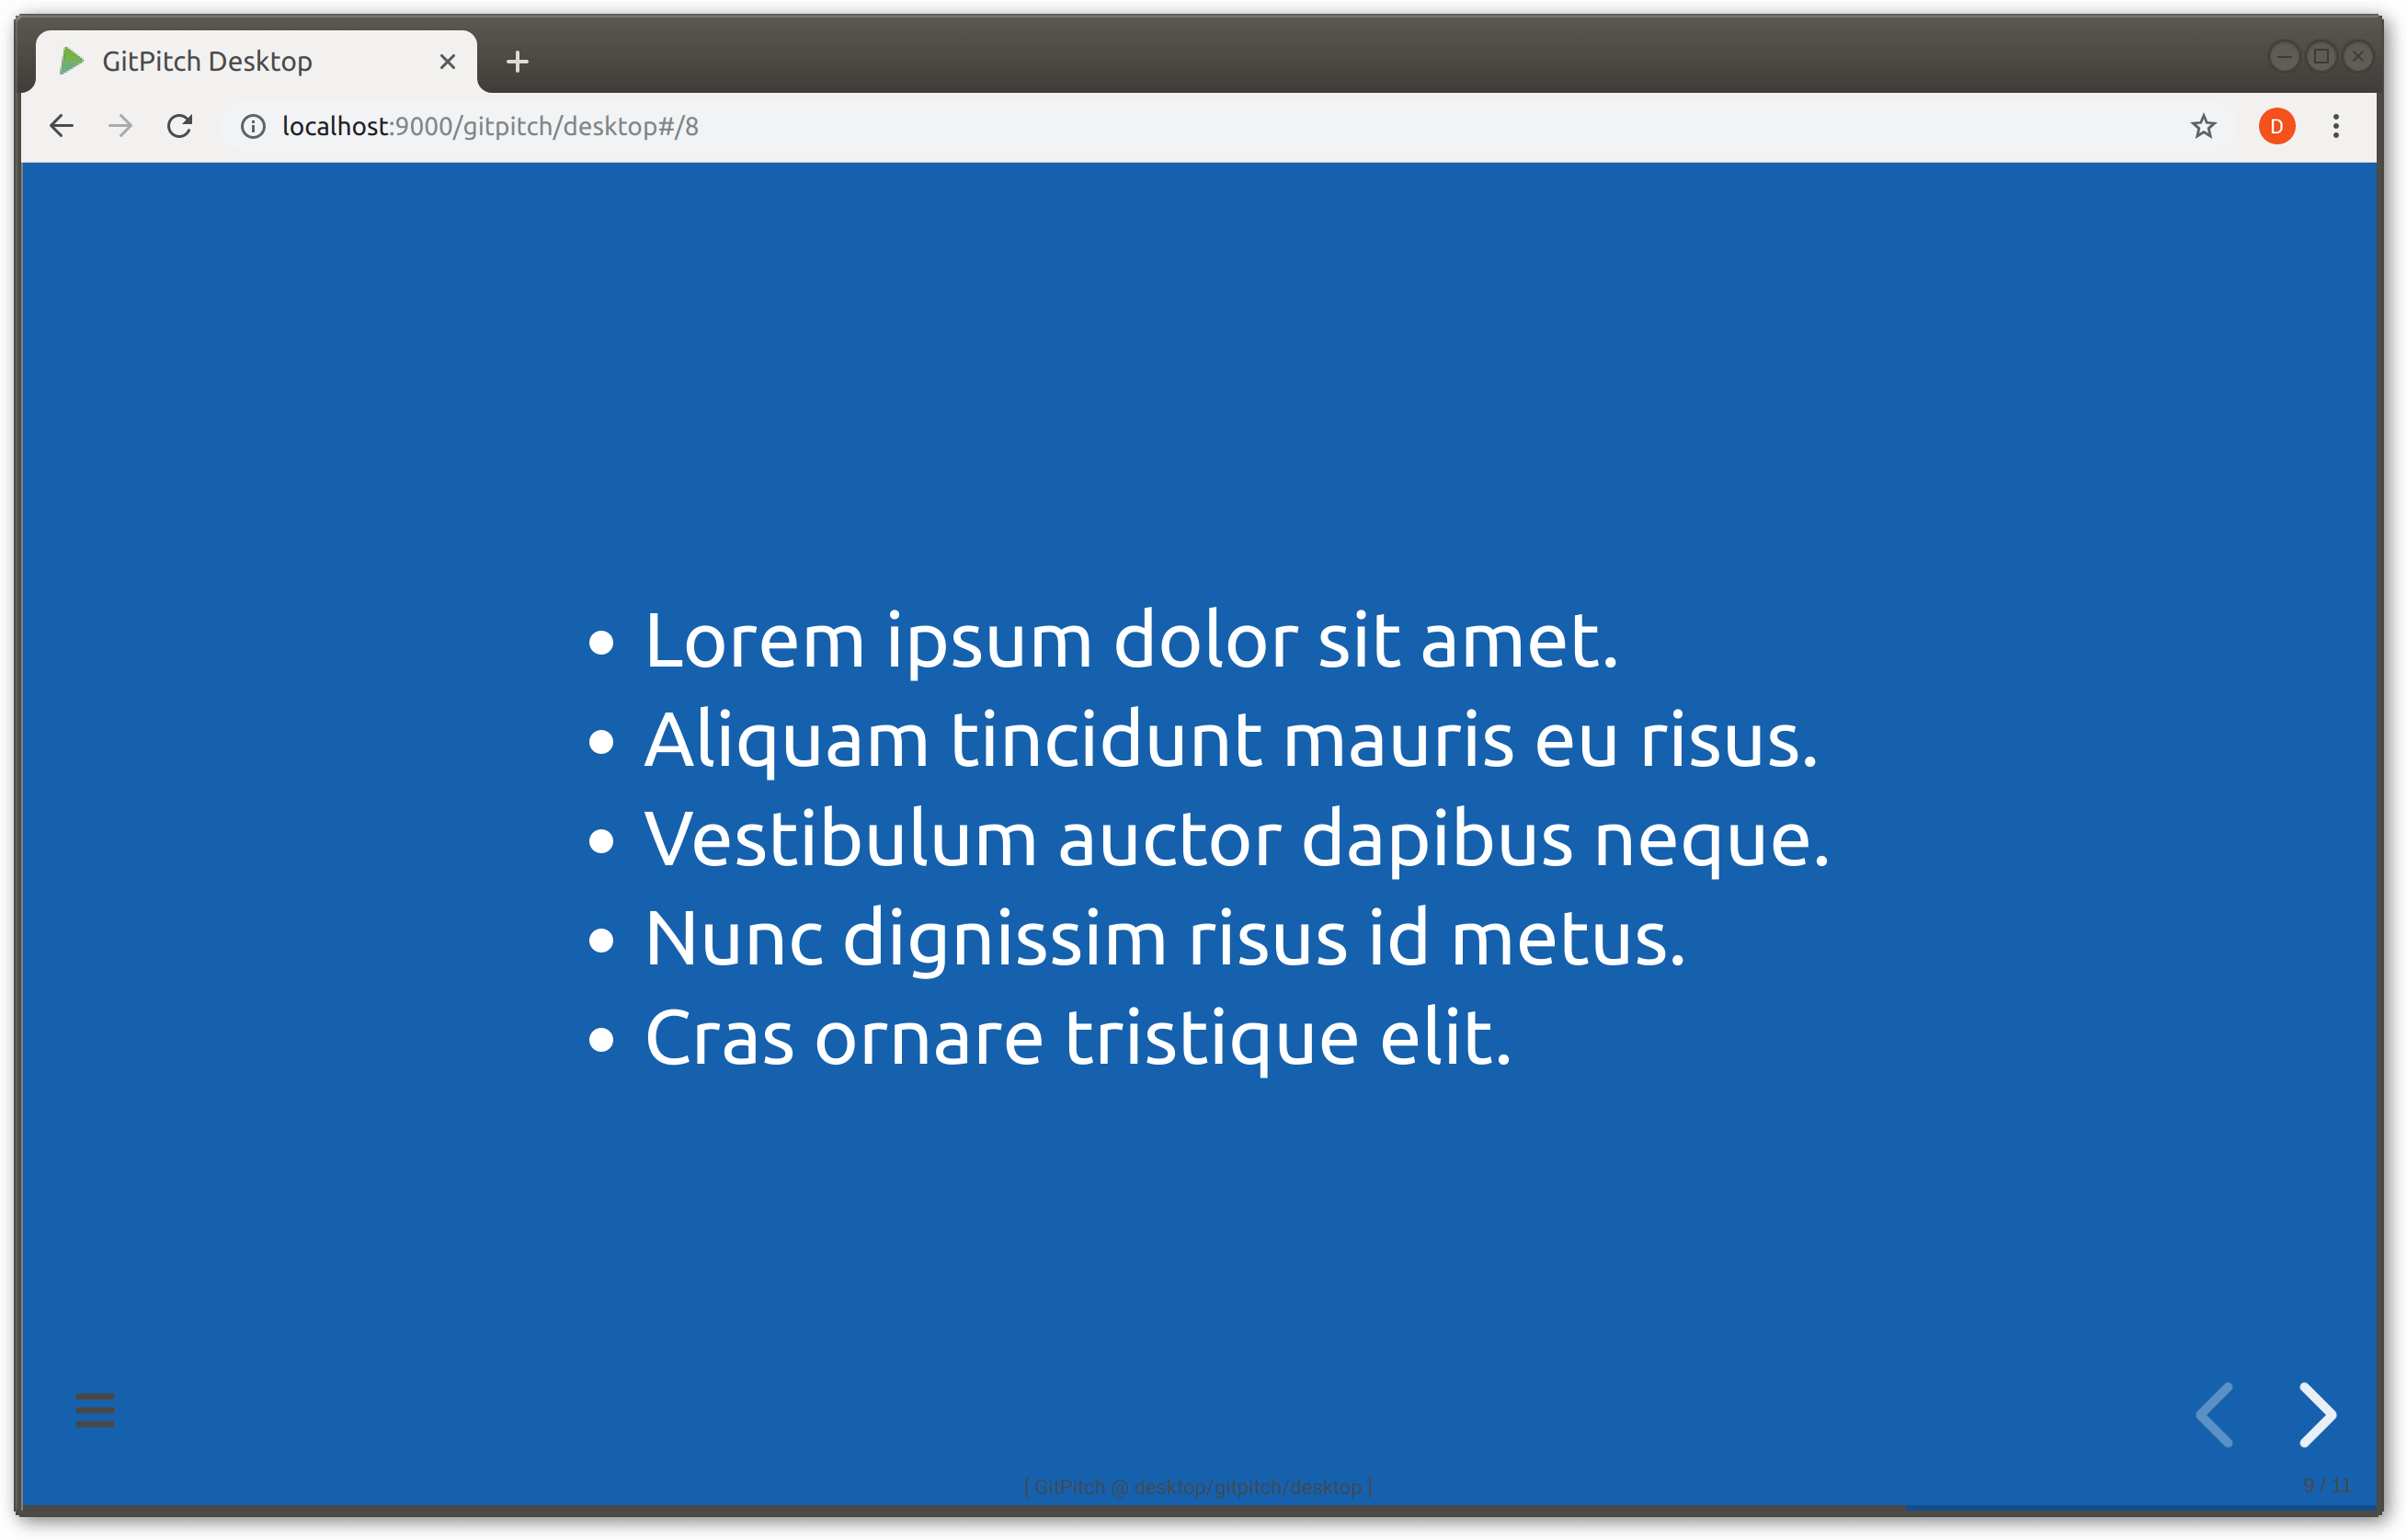 GitPitch Desktop
localhost:9000/gitpitch/desktop#/8
D
• Lorem ipsum dolor sit amet.
• Aliquam tincidunt mauris eu risus.
• Vestibulum auctor dapibus neque.
• Nunc dignissim risus id metus.
• Cras ornare tristique elit.
[ GitPitch @ desktop/gitpitch/desktop ]
9 / 11